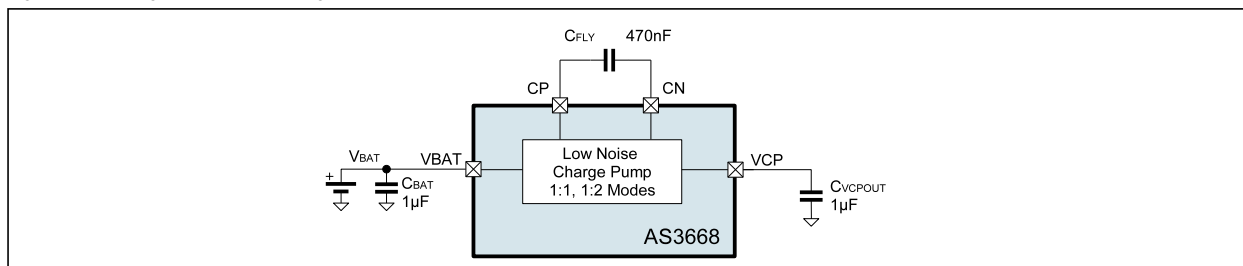 CFLY 470nF
CP CN
VBAT VBAT
+
CBAT
1µF
Low Noise
Charge Pump
1:1, 1:2 Modes
VCP
CVCPOUT
1µF
AS3668